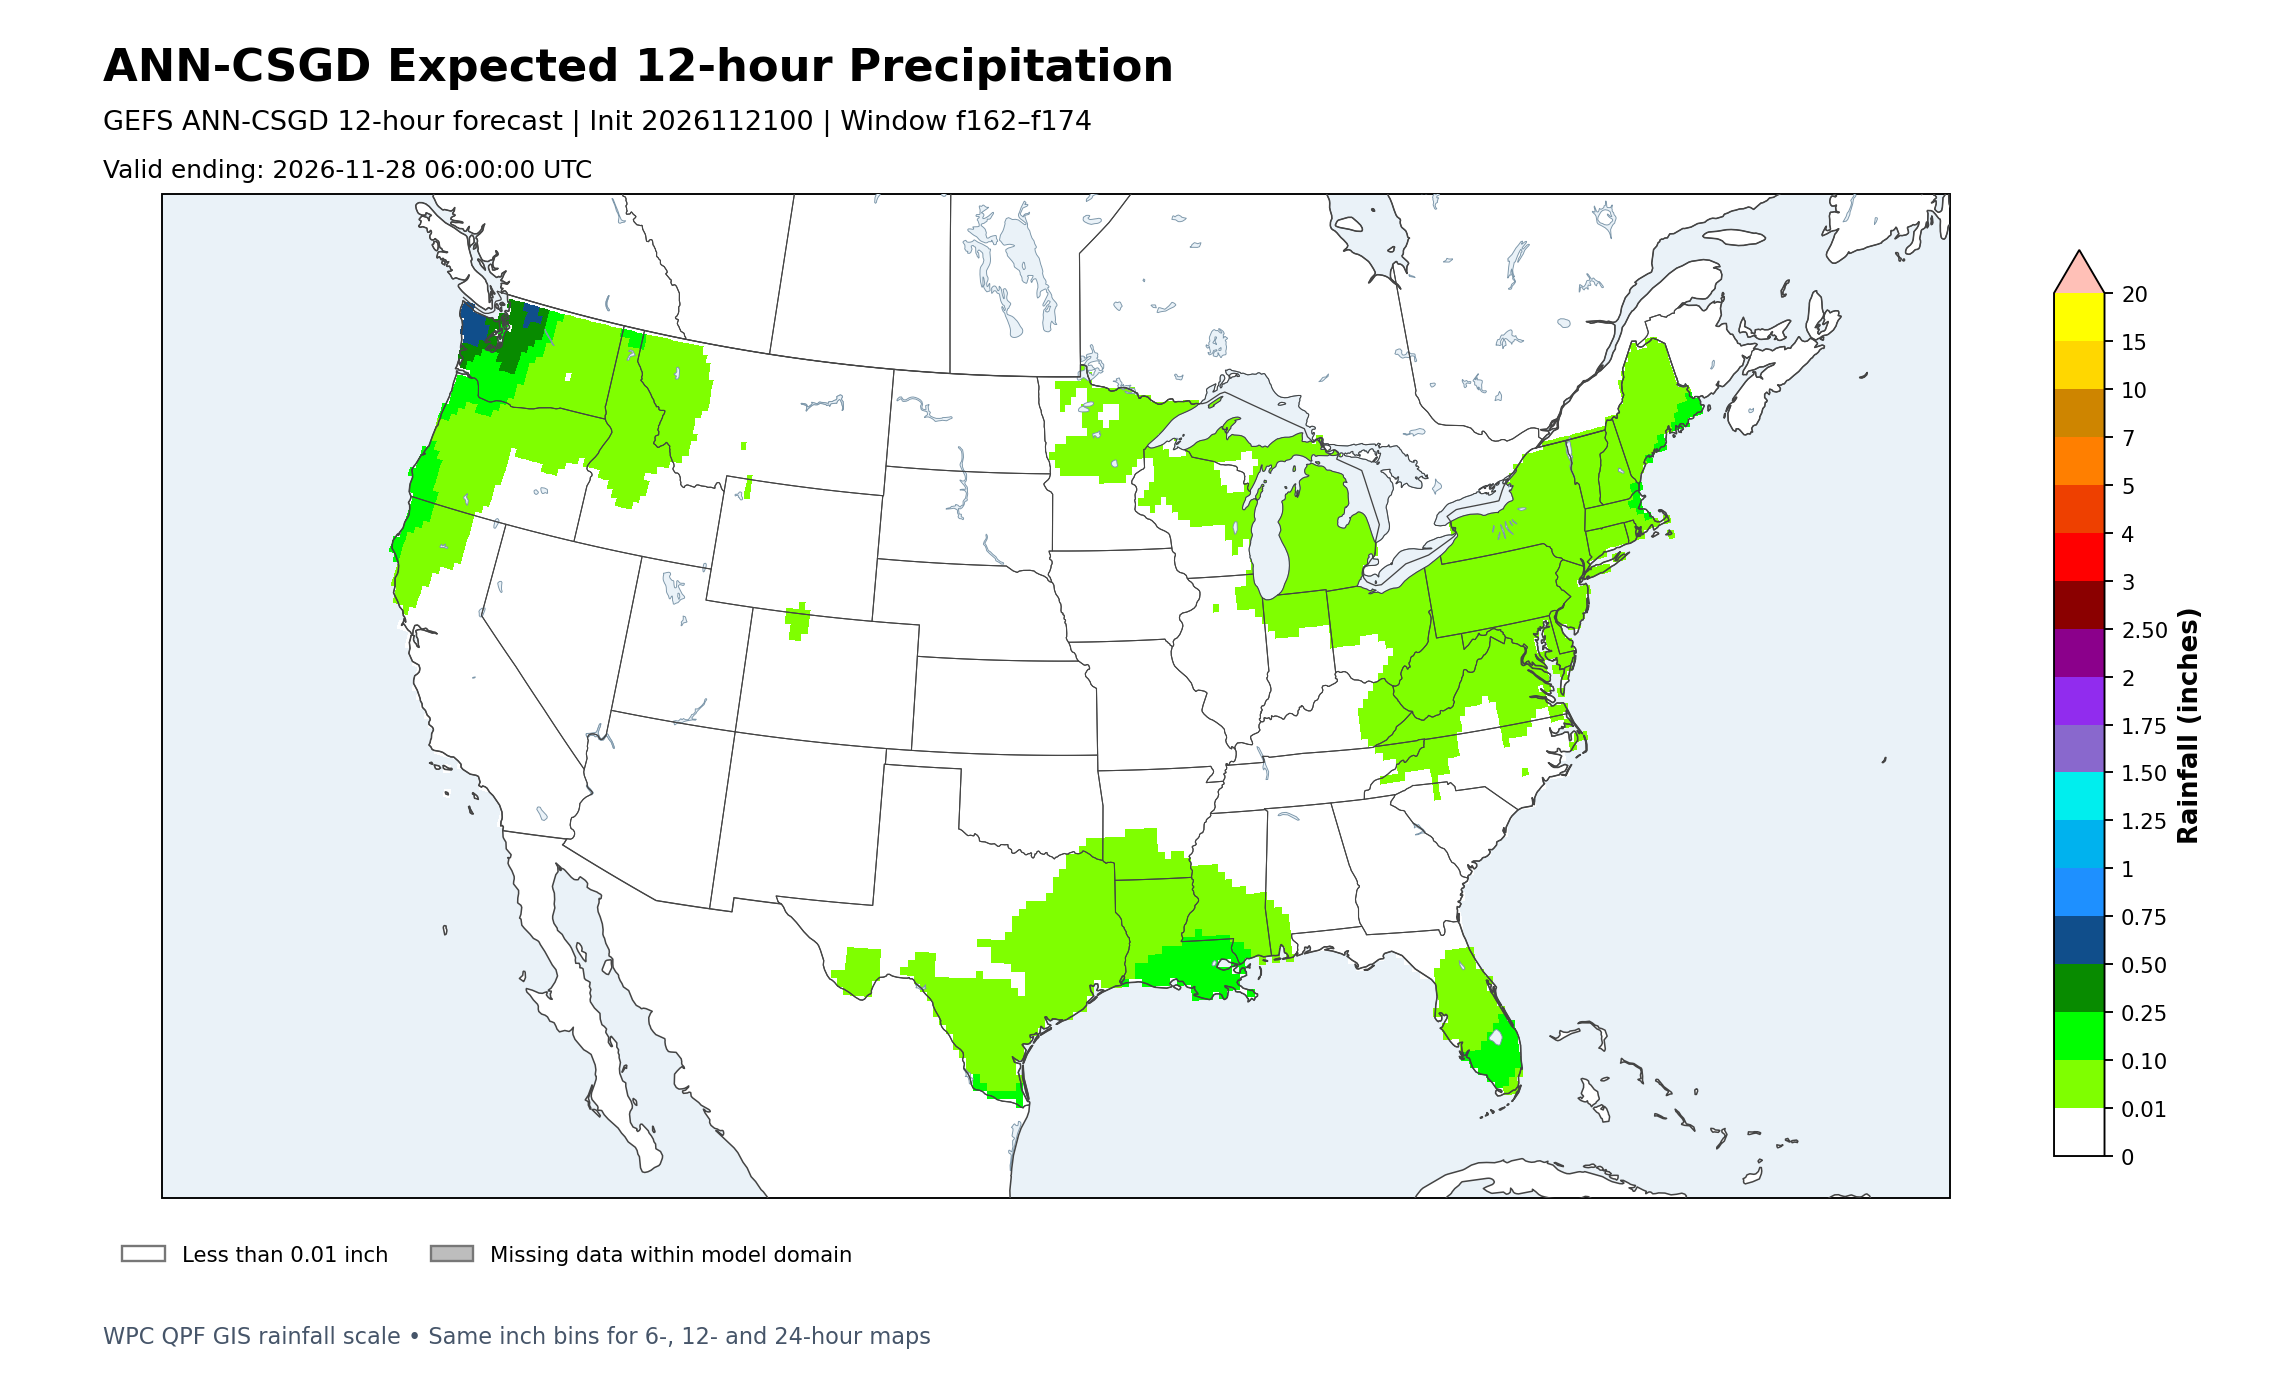 ANN-CSGD Expected 12-hour Precipitation
GEFS ANN-CSGD 12-hour forecast | Init 2026112100 | Window f162–f174
Valid ending: 2026-11-28 06:00:00 UTC
20
15
10
7
5
4
3
2.50
2
1.75
1.50
1.25
1
0.75
0.50
0.25
0.10
0.01
0
Rainfall (inches)
Less than 0.01 inch
Missing data within model domain
WPC QPF GIS rainfall scale • Same inch bins for 6-, 12- and 24-hour maps